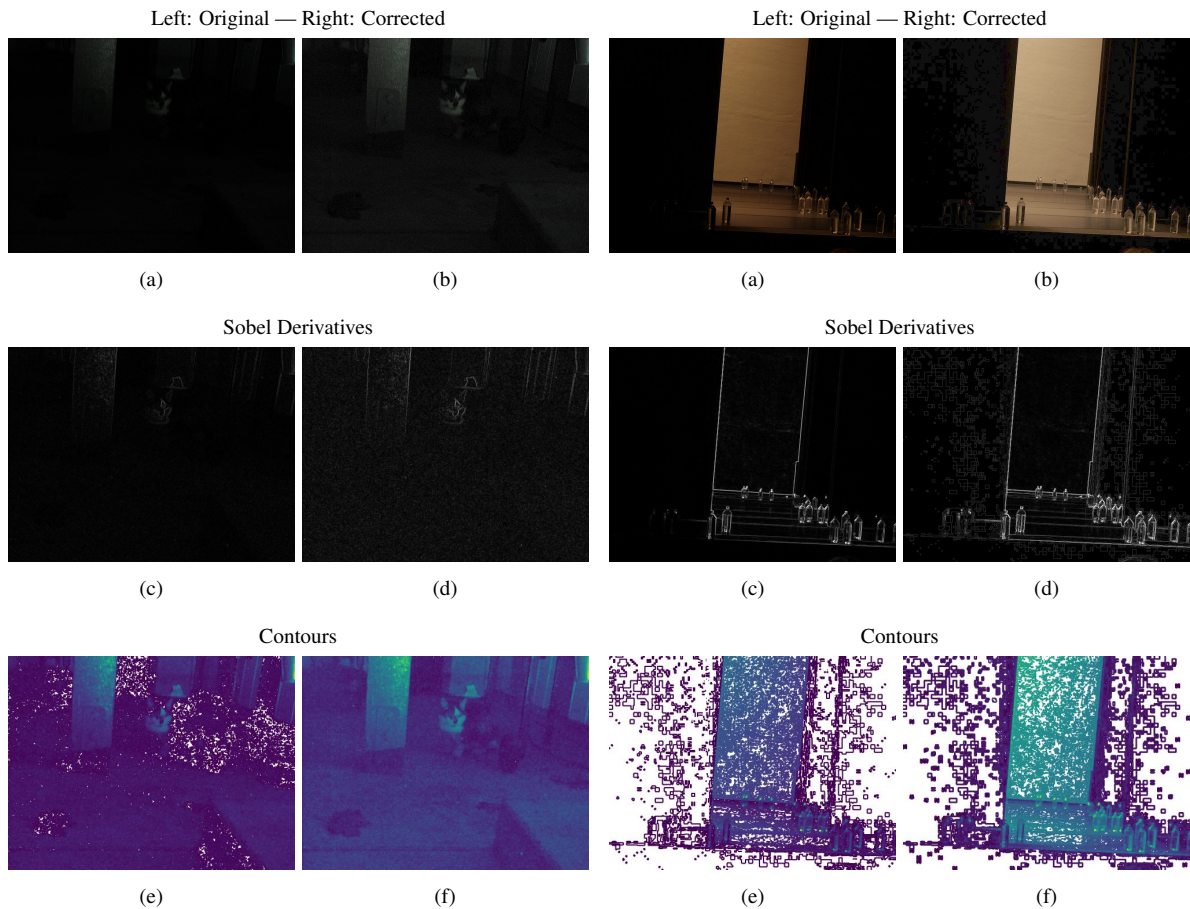 Left: Original — Right: Corrected
(a)
(b)
Sobel Derivatives
(c)
(d)
Contours
(e)
(f)
Left: Original — Right: Corrected
(a)
(b)
Sobel Derivatives
(c)
(d)
Contours
(e)
(f)